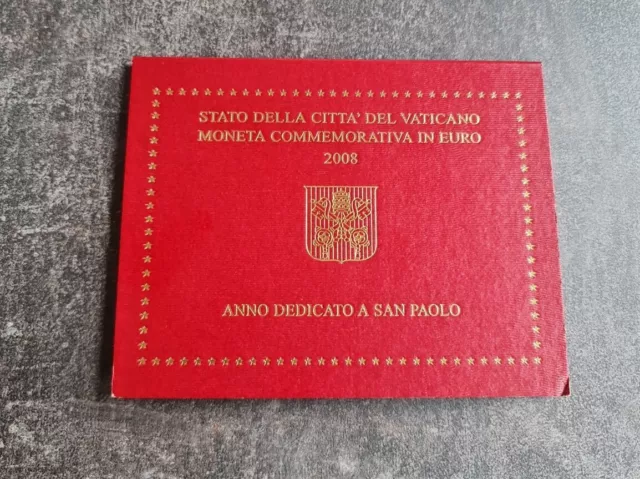 STATO DELLA CITTA' DEL VATICANO
MONETA COMMEMORATIVA IN EURO
2008
ANNO DEDICATO A SAN PAOLO